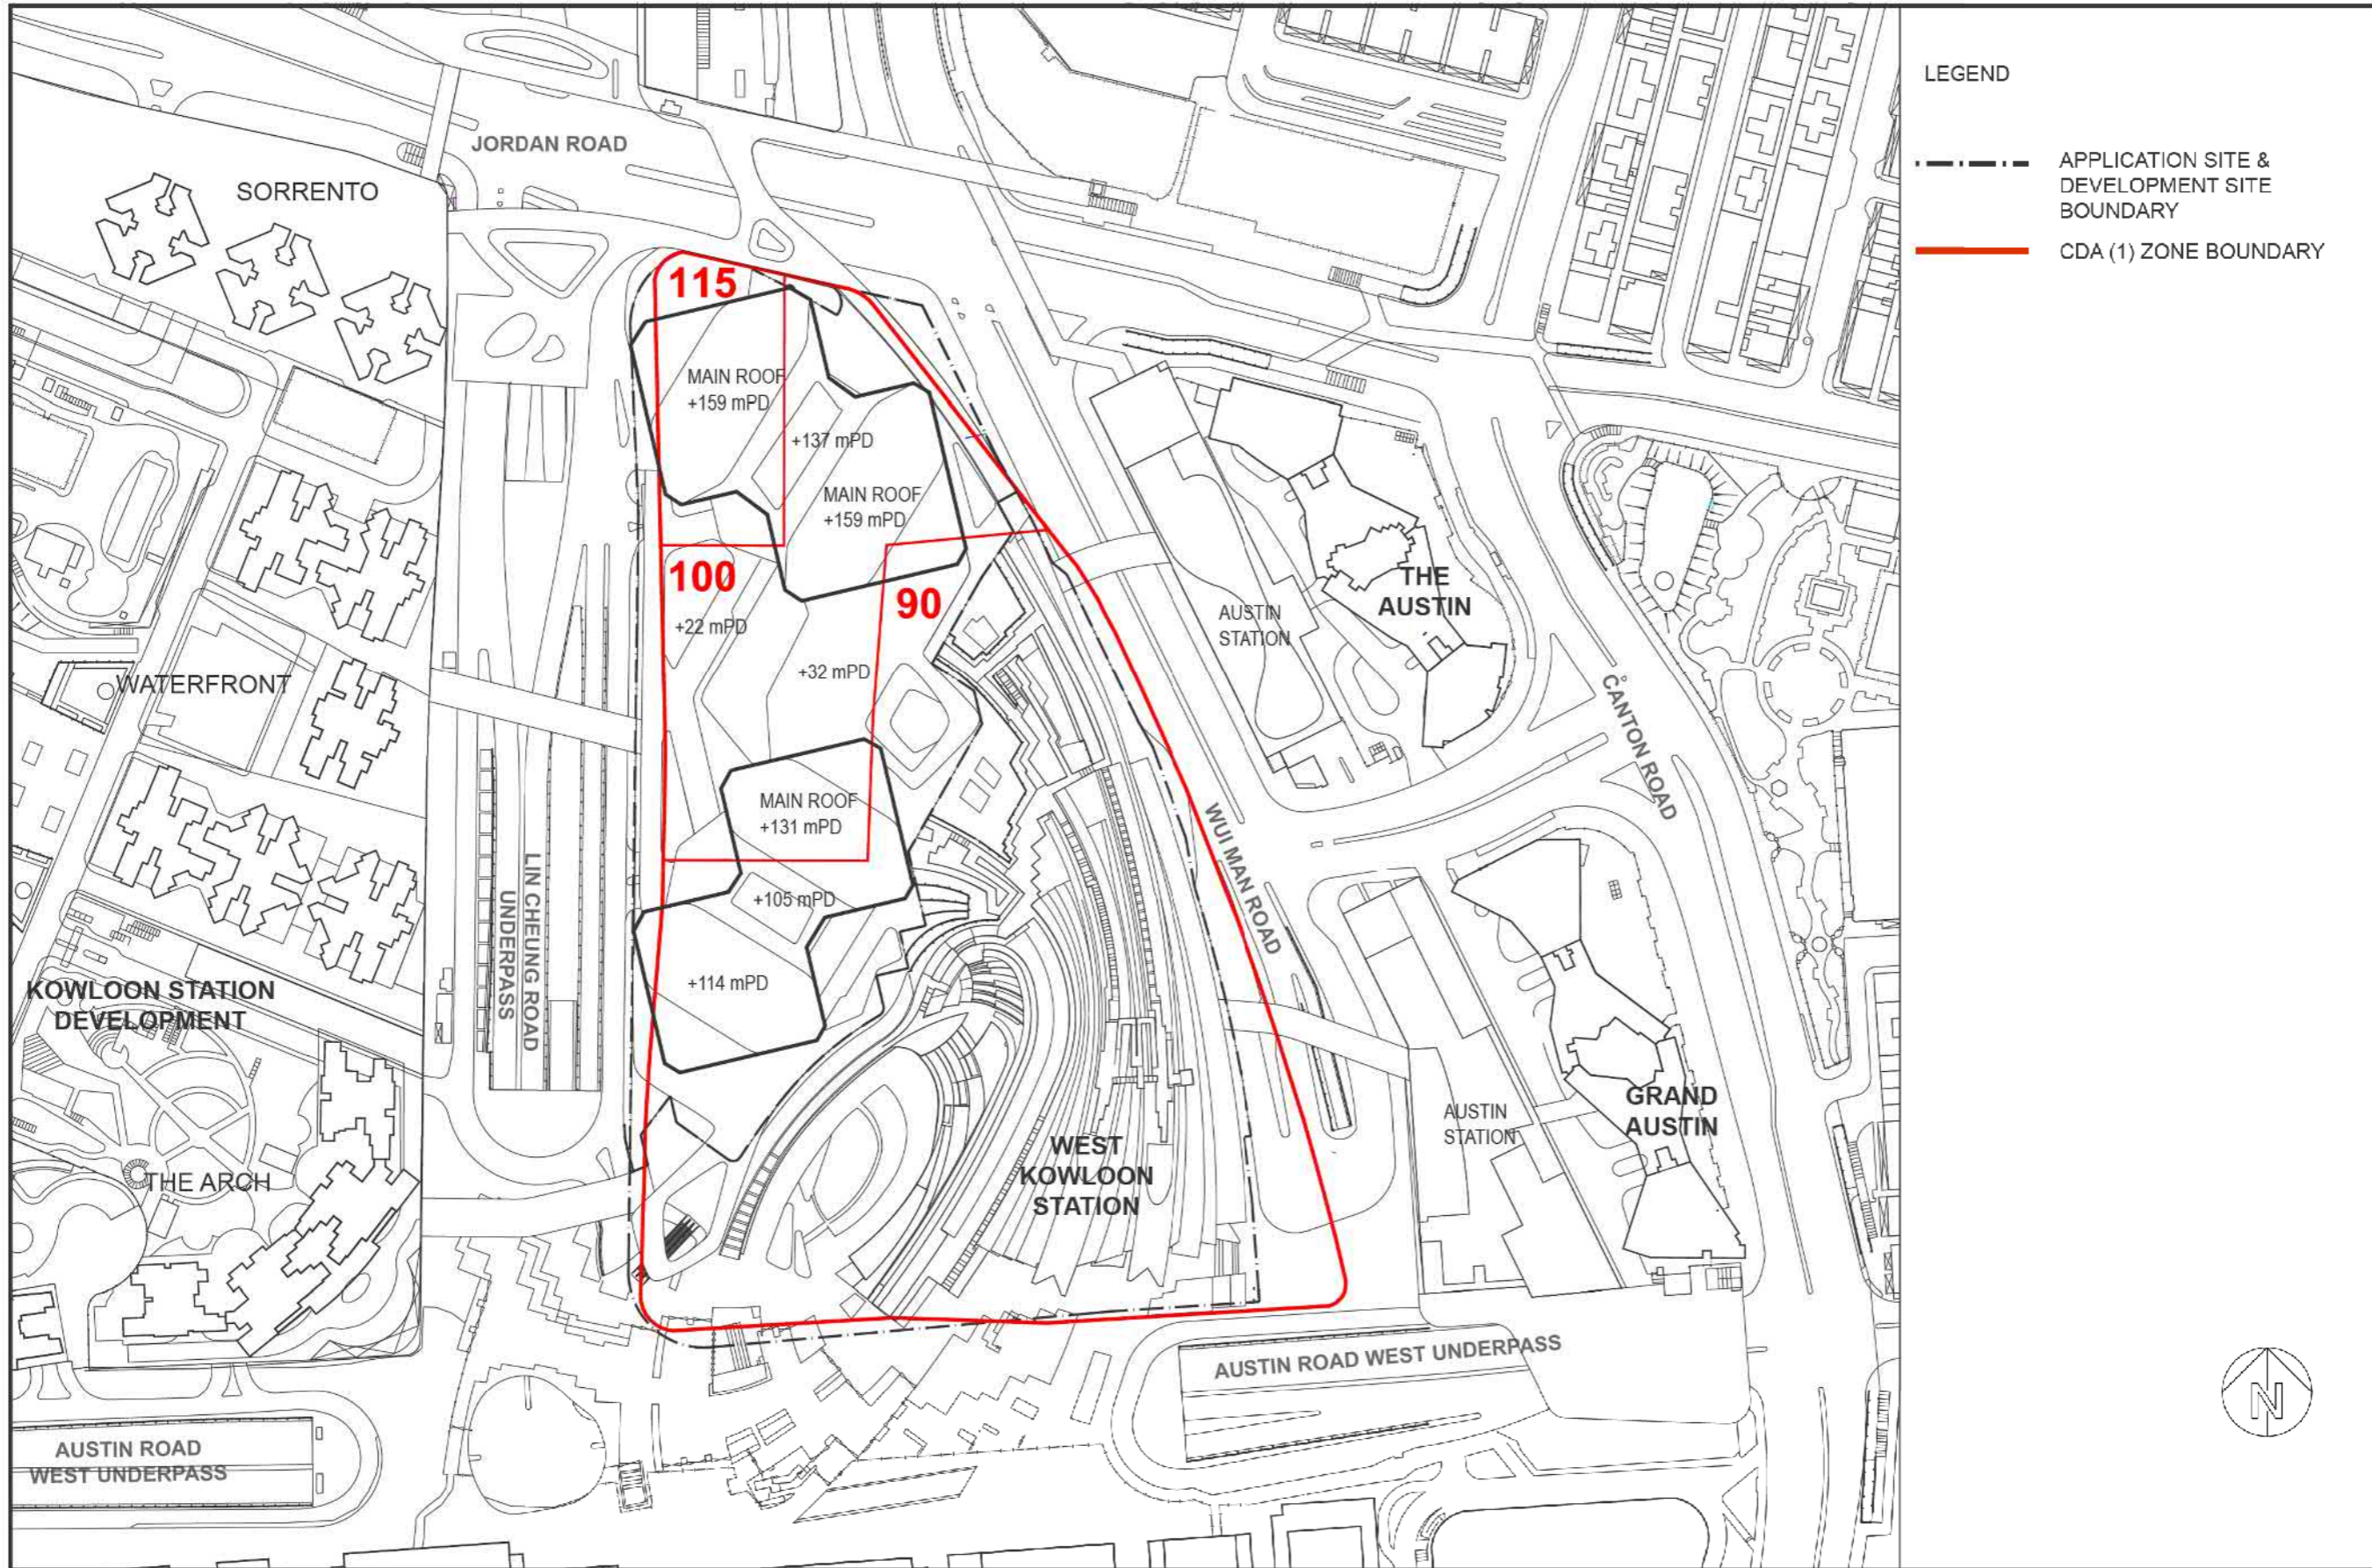 LEGEND
APPLICATION SITE &
DEVELOPMENT SITE
BOUNDARY
CDA (1) ZONE BOUNDARY
JORDAN ROAD
SORRENTO
115
MAIN ROOF
+159 mPD
+137 mPD
MAIN ROOF
+159 mPD
100
90
+22 mPD
+32 mPD
THE
AUSTIN
AUSTIN
STATION
WATERFRONT
CANTON ROAD
MAIN ROOF
+131 mPD
WUI MAN ROAD
LIN CHEUNG ROAD
UNDERPASS
+105 mPD
+114 mPD
KOWLOON STATION
DEVELOPMENT
THE ARCH
WEST
KOWLOON
STATION
AUSTIN
STATION
GRAND
AUSTIN
AUSTIN ROAD WEST UNDERPASS
AUSTIN ROAD
WEST UNDERPASS
N